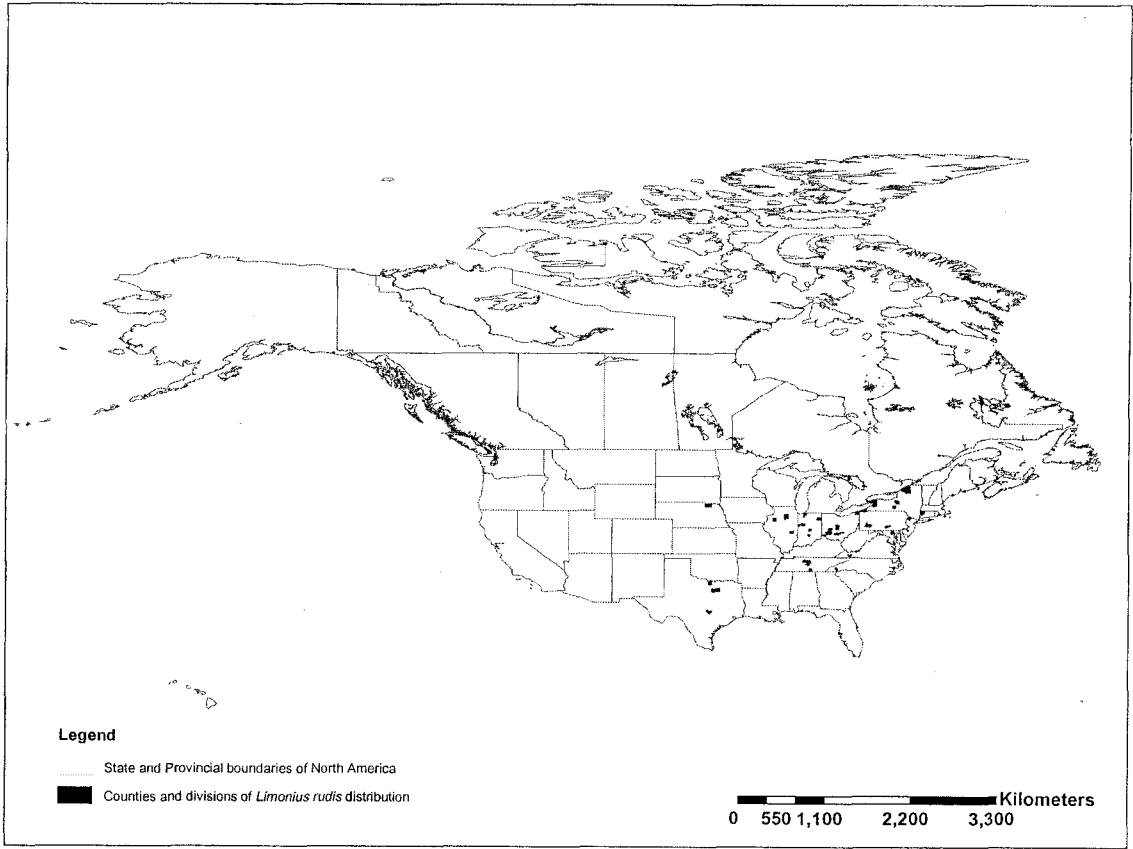 Legend
State and Provincial boundaries of North America
Counties and divisions of Limonius rudis distribution
Kilometers
0 550 1,100 2,200 3,300